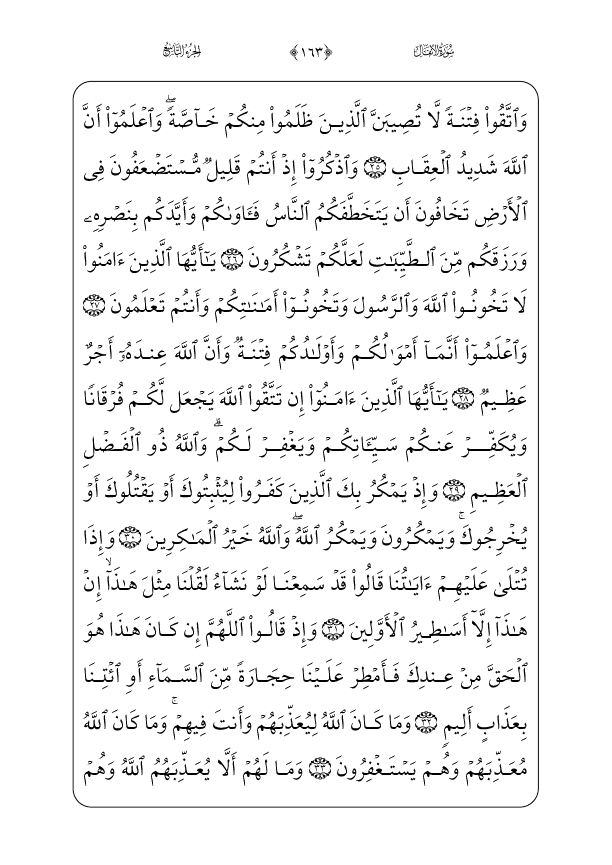 سُورَةُ الأَنفَالِ ﴿١٦٣﴾ الجُزْءُ التَّاسِعُ
وَٱتَّقُوا۟ فِتْنَةً لَّا تُصِيبَنَّ ٱلَّذِينَ ظَلَمُوا۟ مِنكُمْ خَآصَّةً ۖ وَٱعْلَمُوٓا۟ أَنَّ
ٱللَّهَ شَدِيدُ ٱلْعِقَابِ ٢٥ وَٱذْكُرُوٓا۟ إِذْ أَنتُمْ قَلِيلٌ مُّسْتَضْعَفُونَ فِى
ٱلْأَرْضِ تَخَافُونَ أَن يَتَخَطَّفَكُمُ ٱلنَّاسُ فَـَٔاوَىٰكُمْ وَأَيَّدَكُم بِنَصْرِهِۦ
وَرَزَقَكُم مِّنَ ٱلطَّيِّبَـٰتِ لَعَلَّكُمْ تَشْكُرُونَ ٢٦ يَـٰٓأَيُّهَا ٱلَّذِينَ ءَامَنُوا۟
لَا تَخُونُوا۟ ٱللَّهَ وَٱلرَّسُولَ وَتَخُونُوٓا۟ أَمَـٰنَـٰتِكُمْ وَأَنتُمْ تَعْلَمُونَ ٢٧
وَٱعْلَمُوٓا۟ أَنَّمَآ أَمْوَٰلُكُمْ وَأَوْلَـٰدُكُمْ فِتْنَةٌ وَأَنَّ ٱللَّهَ عِندَهُۥٓ أَجْرٌ
عَظِيمٌ ٢٨ يَـٰٓأَيُّهَا ٱلَّذِينَ ءَامَنُوٓا۟ إِن تَتَّقُوا۟ ٱللَّهَ يَجْعَل لَّكُمْ فُرْقَانًا
وَيُكَفِّرْ عَنكُمْ سَيِّـَٔاتِكُمْ وَيَغْفِرْ لَكُمْ ۗ وَٱللَّهُ ذُو ٱلْفَضْلِ
ٱلْعَظِيمِ ٢٩ وَإِذْ يَمْكُرُ بِكَ ٱلَّذِينَ كَفَرُوا۟ لِيُثْبِتُوكَ أَوْ يَقْتُلُوكَ أَوْ
يُخْرِجُوكَ ۚ وَيَمْكُرُونَ وَيَمْكُرُ ٱللَّهُ ۖ وَٱللَّهُ خَيْرُ ٱلْمَـٰكِرِينَ ٣٠ وَإِذَا
تُتْلَىٰ عَلَيْهِمْ ءَايَـٰتُنَا قَالُوا۟ قَدْ سَمِعْنَا لَوْ نَشَآءُ لَقُلْنَا مِثْلَ هَـٰذَآ ۙ إِنْ
هَـٰذَآ إِلَّآ أَسَـٰطِيرُ ٱلْأَوَّلِينَ ٣١ وَإِذْ قَالُوا۟ ٱللَّهُمَّ إِن كَانَ هَـٰذَا هُوَ
ٱلْحَقَّ مِنْ عِندِكَ فَأَمْطِرْ عَلَيْنَا حِجَارَةً مِّنَ ٱلسَّمَآءِ أَوِ ٱئْتِنَا
بِعَذَابٍ أَلِيمٍ ٣٢ وَمَا كَانَ ٱللَّهُ لِيُعَذِّبَهُمْ وَأَنتَ فِيهِمْ ۚ وَمَا كَانَ ٱللَّهُ
مُعَذِّبَهُمْ وَهُمْ يَسْتَغْفِرُونَ ٣٣ وَمَا لَهُمْ أَلَّا يُعَذِّبَهُمُ ٱللَّهُ وَهُمْ